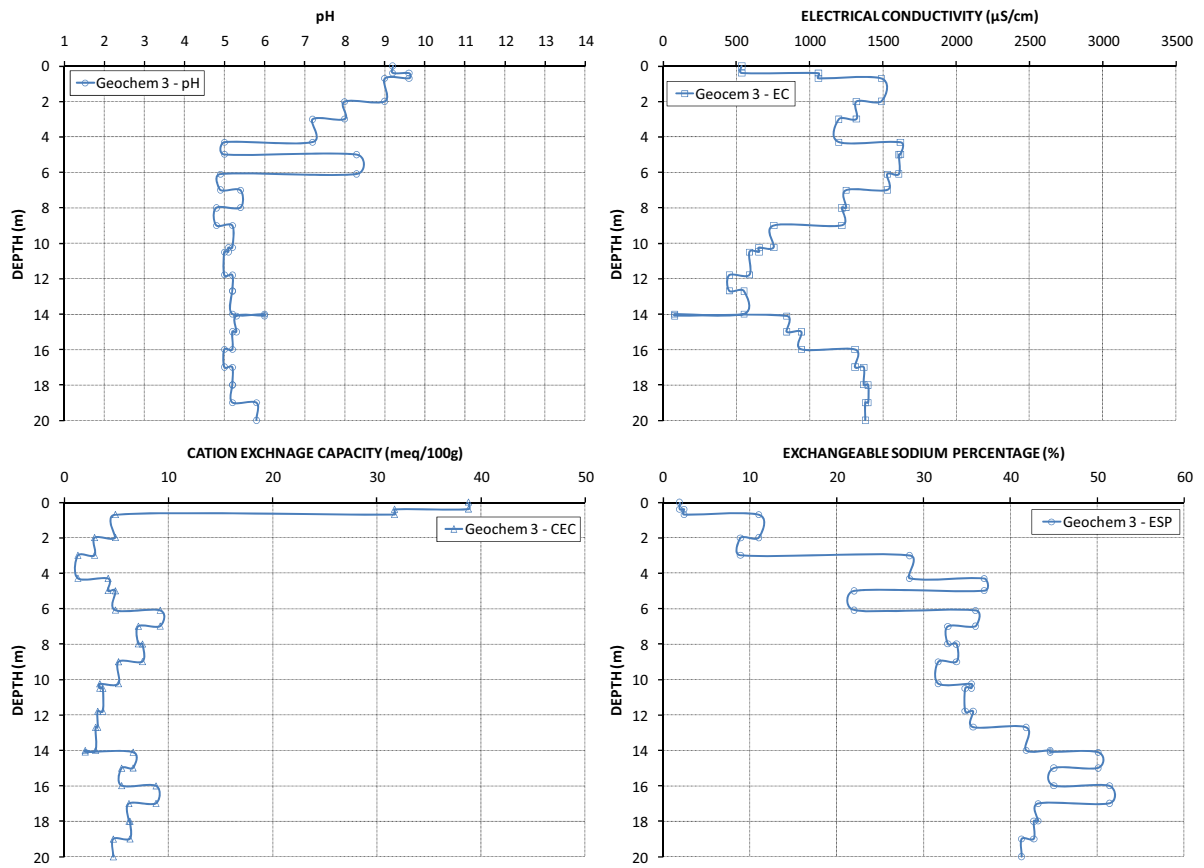 pH
1 2 3 4 5 6 7 8 9 10 11 12 13 14
0
2
4
6
8
10
12
14
16
18
20
DEPTH (m)
Geochem 3 - pH
ELECTRICAL CONDUCTIVITY (µS/cm)
0 500 1000 1500 2000 2500 3000 3500
0
2
4
6
8
10
12
14
16
18
20
DEPTH (m)
Geocem 3 - EC
CATION EXCHNAGE CAPACITY (meq/100g)
0 10 20 30 40 50
0
2
4
6
8
10
12
14
16
18
20
DEPTH (m)
Geochem 3 - CEC
EXCHANGEABLE SODIUM PERCENTAGE (%)
0 10 20 30 40 50 60
0
2
4
6
8
10
12
14
16
18
20
DEPTH (m)
Geochem 3 - ESP